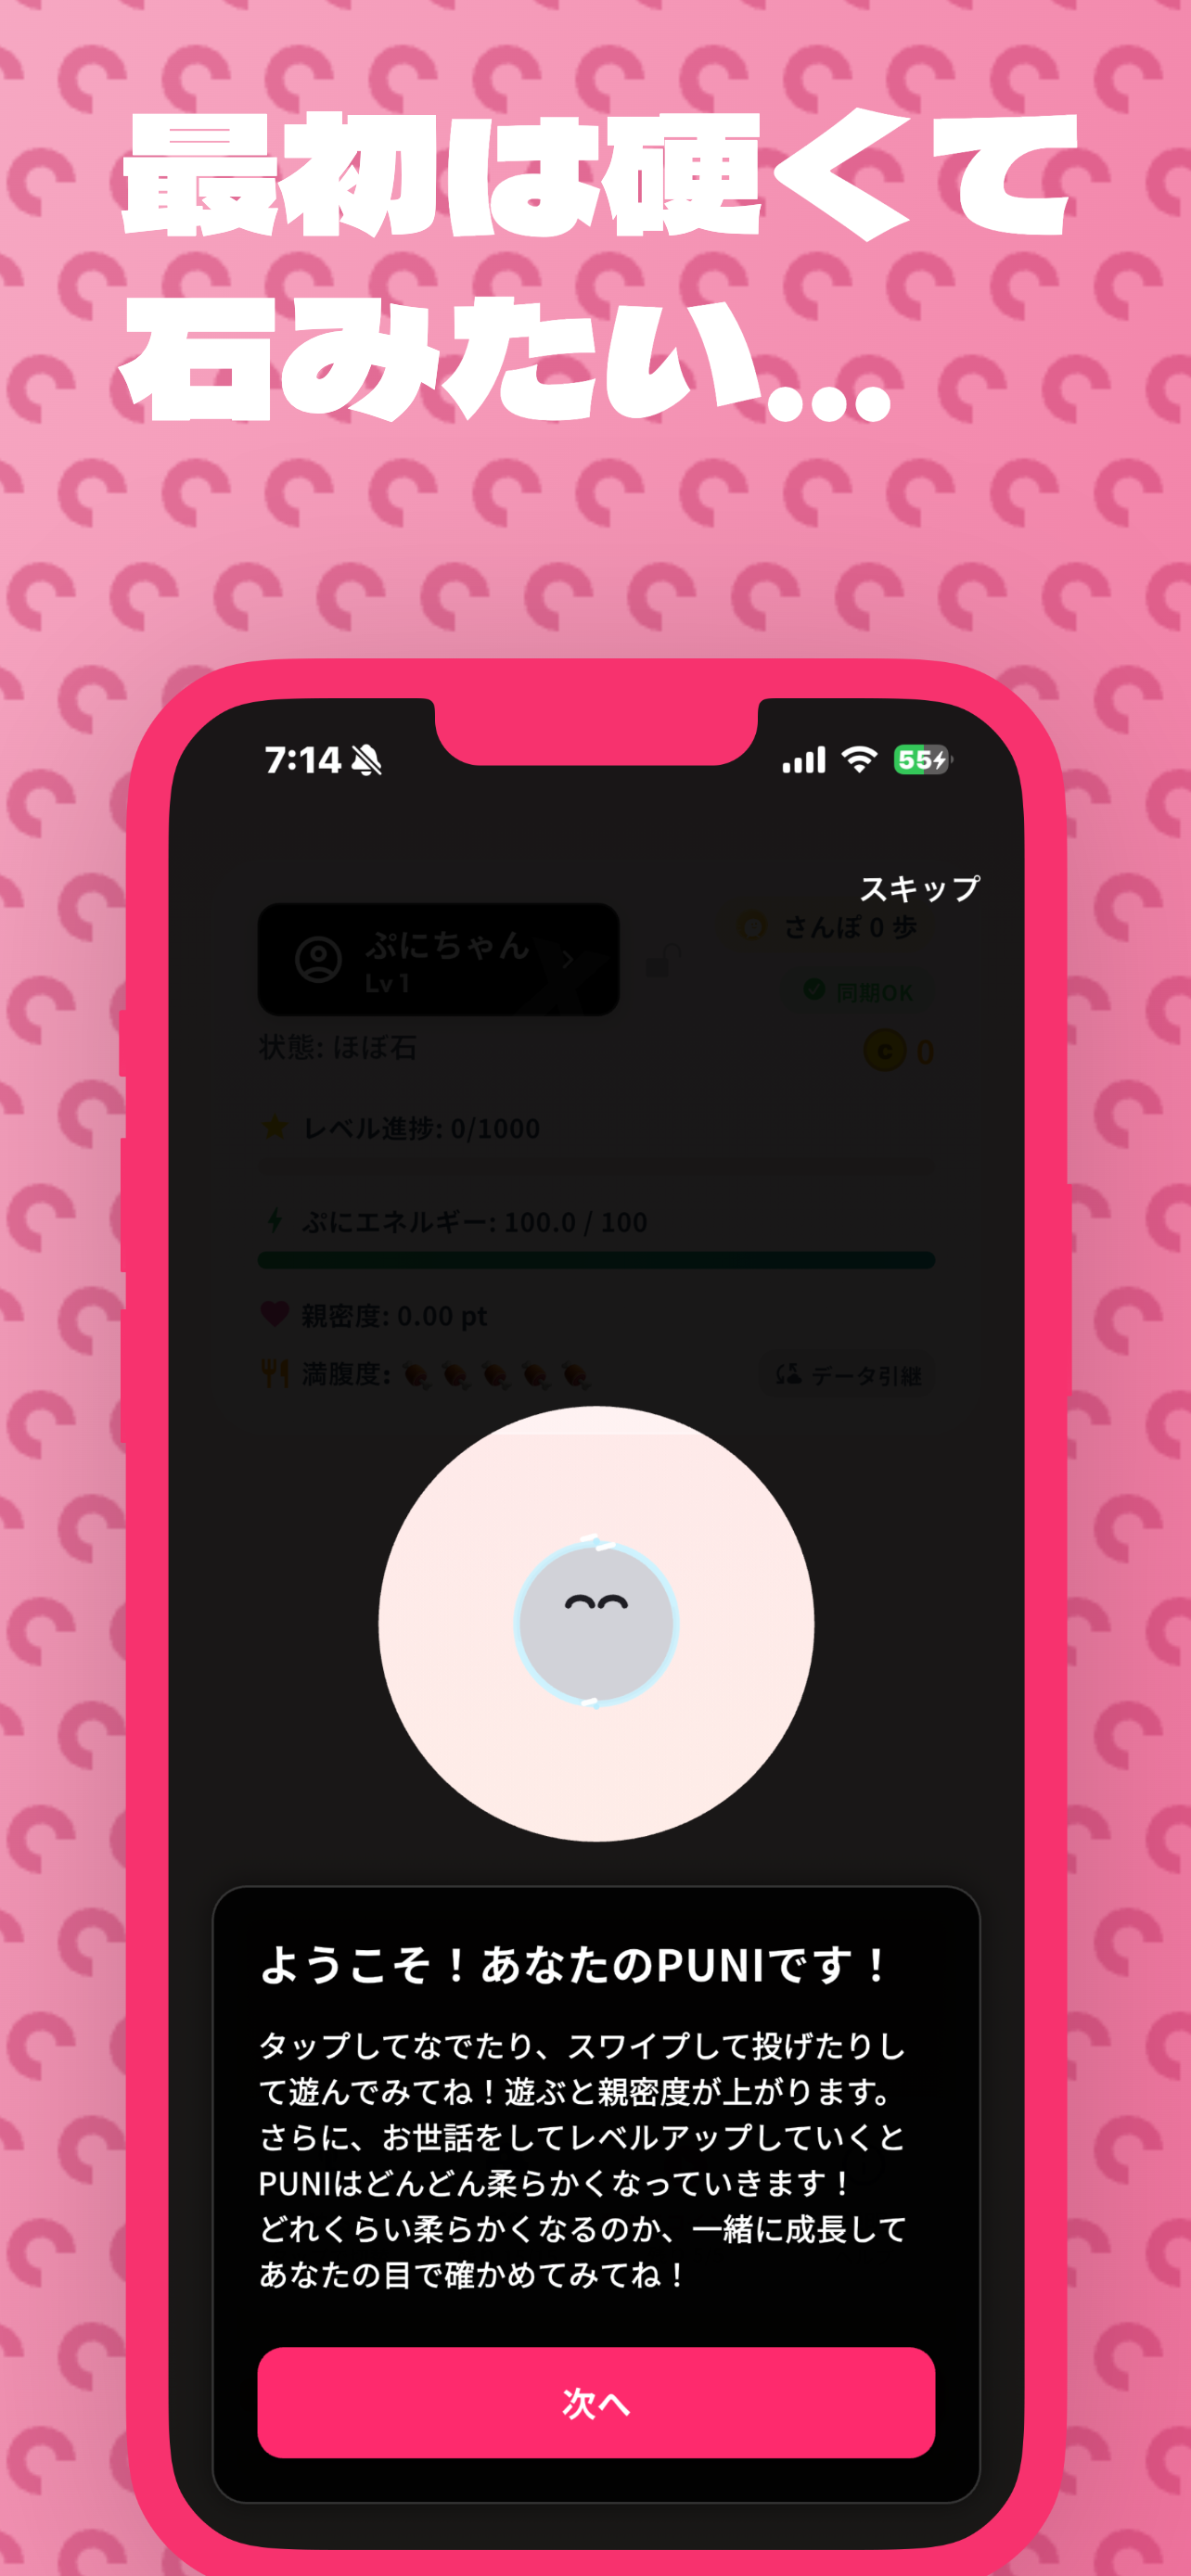 最初は硬くて
石みたい...
7:14
55
スキップ
ぷにちゃん
Lv 1
さんぽ 0 歩
同期OK
状態: ほぼ石
C 0
レベル進捗: 0/1000
ぷにエネルギー: 100.0 / 100
親密度: 0.00 pt
満腹度:
データ引継
ようこそ！あなたのPUNIです！
タップしてなでたり、スワイプして投げたりし
て遊んでみてね！遊ぶと親密度が上がります。
さらに、お世話をしてレベルアップしていくと
PUNIはどんどん柔らかくなっていきます！
どれくらい柔らかくなるのか、一緒に成長して
あなたの目で確かめてみてね！
次へ